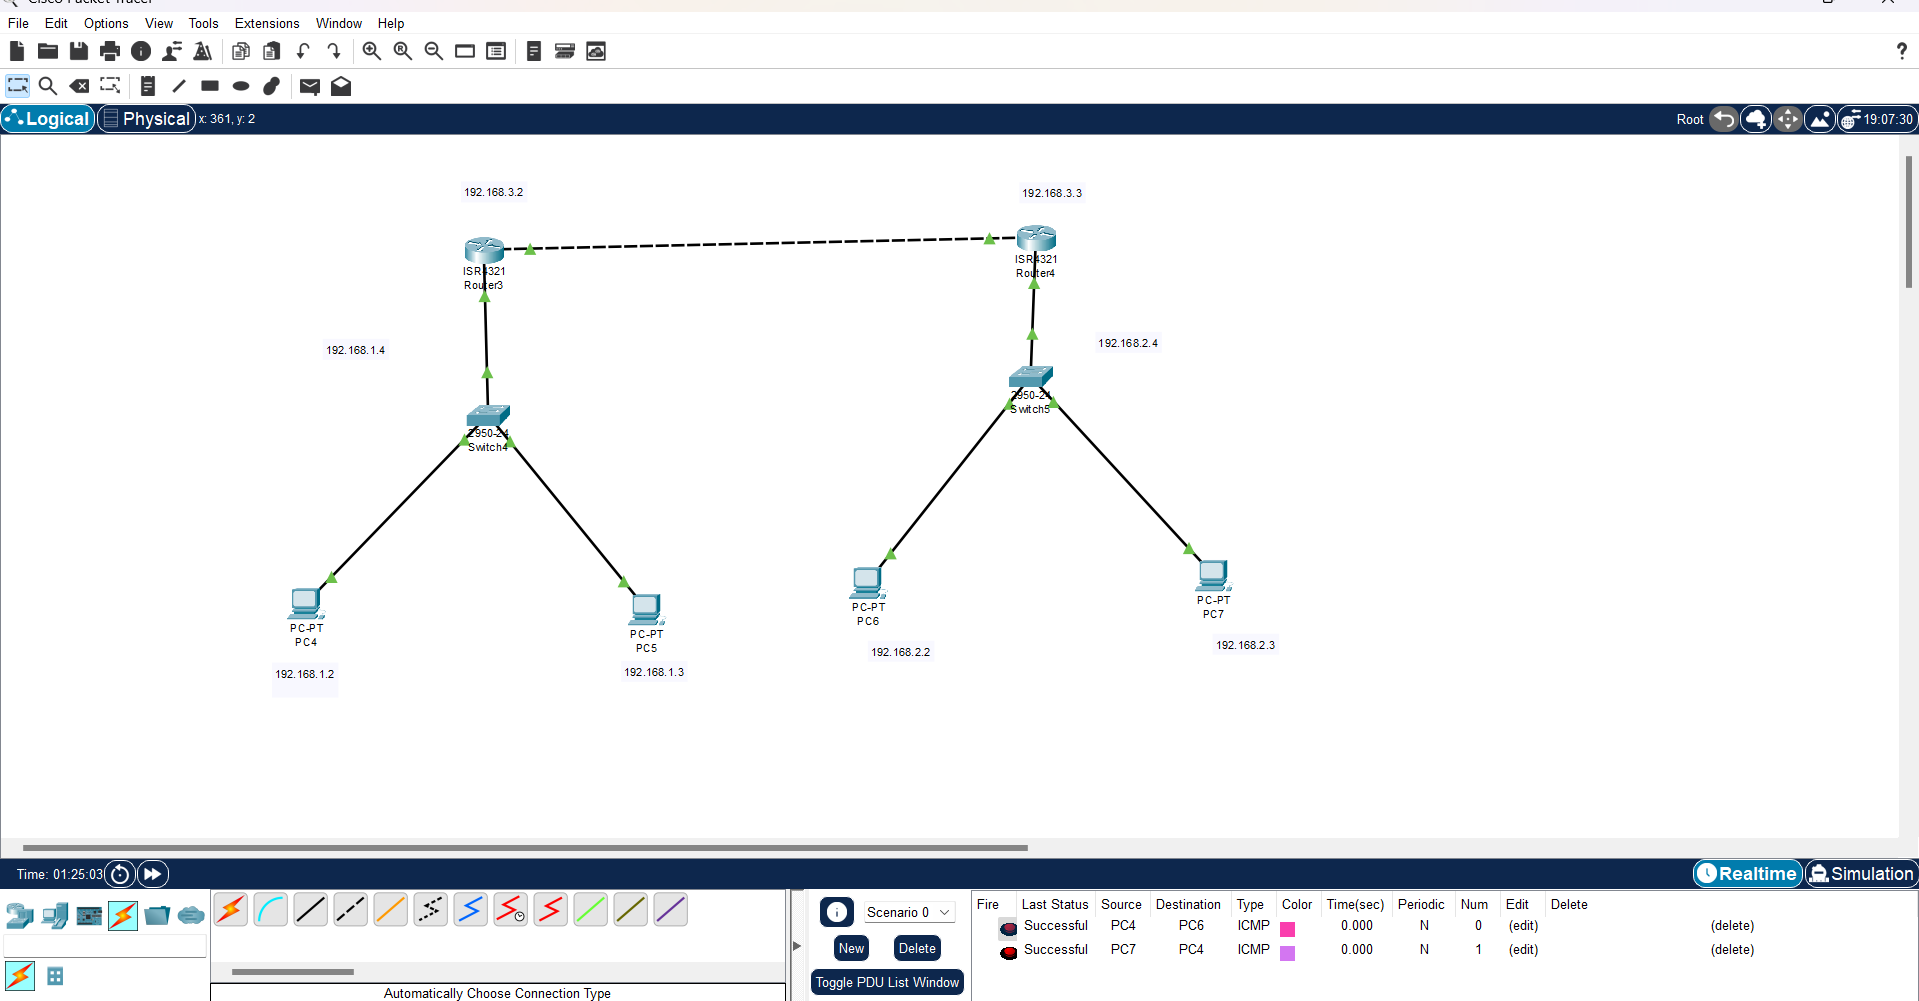 Cisco Packet Tracer
File Edit Options View Tools Extensions Window Help
?
Logical Physical x: 361, y: 2 Root 19:07:30
192.168.3.2 192.168.3.3
ISR4321
Router3
ISR4321
Router4
192.168.1.4 192.168.2.4
2950-24
Switch4
2950-24
Switch5
PC-PT
PC4
192.168.1.2
PC-PT
PC5
192.168.1.3
PC-PT
PC6
192.168.2.2
PC-PT
PC7
192.168.2.3
Time: 01:25:03 Realtime Simulation
Scenario 0
New Delete
Toggle PDU List Window
Automatically Choose Connection Type
Fire Last Status Source Destination Type Color Time(sec) Periodic Num Edit Delete
Successful PC4 PC6 ICMP 0.000 N 0 (edit) (delete)
Successful PC7 PC4 ICMP 0.000 N 1 (edit) (delete)